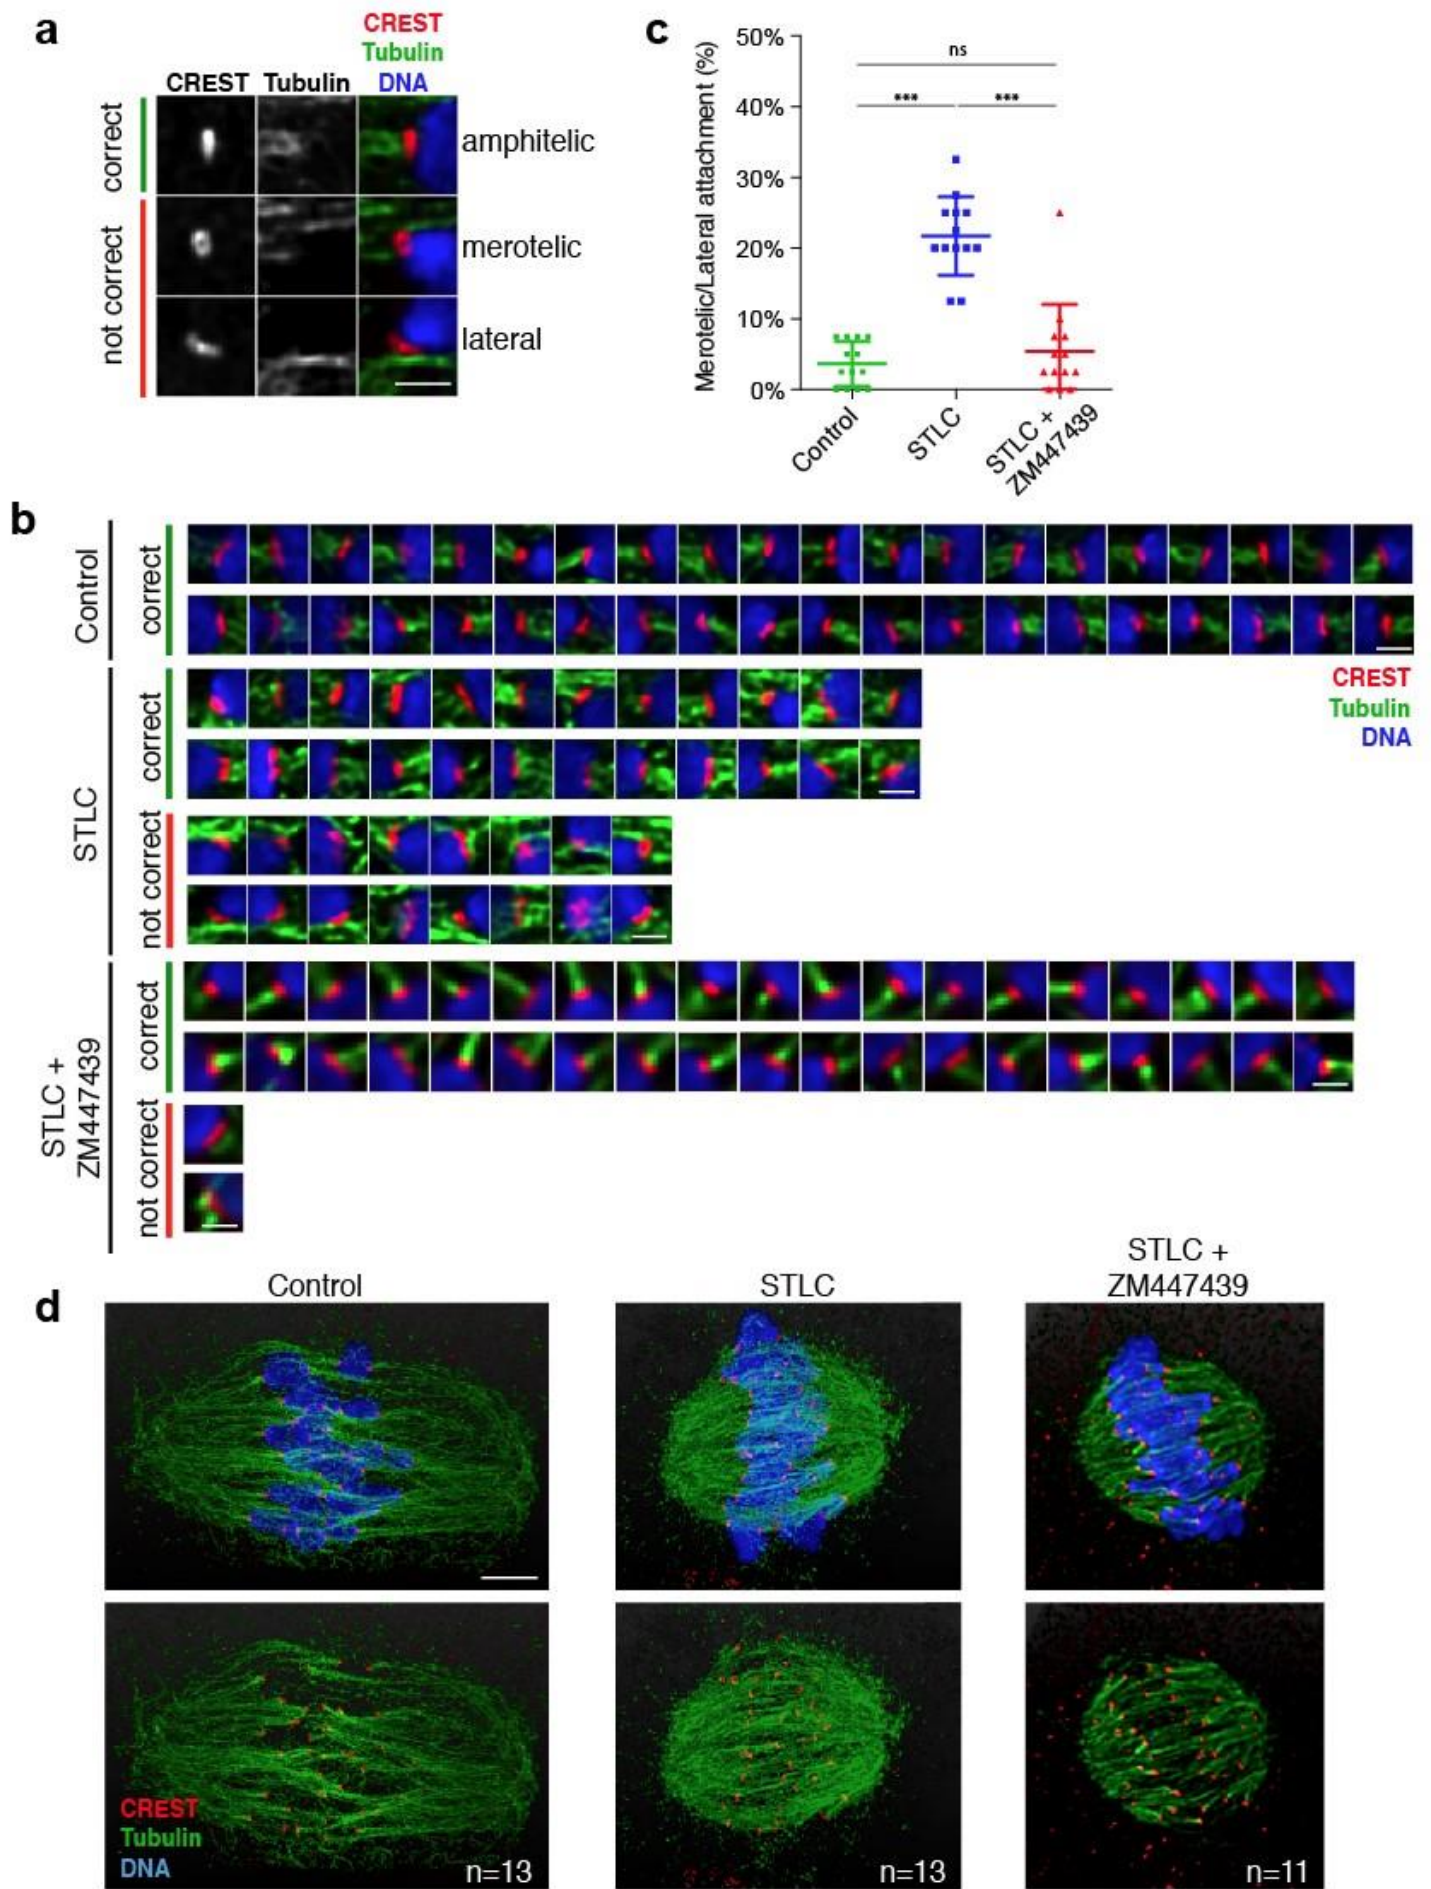 a
CREST
Tubulin
CREST Tubulin DNA
correct
amphitelic
not correct
merotelic
lateral
c
Merotelic/Lateral attachment (%)
50%
40%
30%
20%
10%
0%
ns
*** ***
Control
STLC
STLC +
ZM447439
b
Control
correct
STLC
correct
not correct
CREST
Tubulin
DNA
STLC +
ZM447439
correct
not correct
d
Control
STLC
STLC +
ZM447439
CREST
Tubulin
DNA
n=13
n=13
n=11